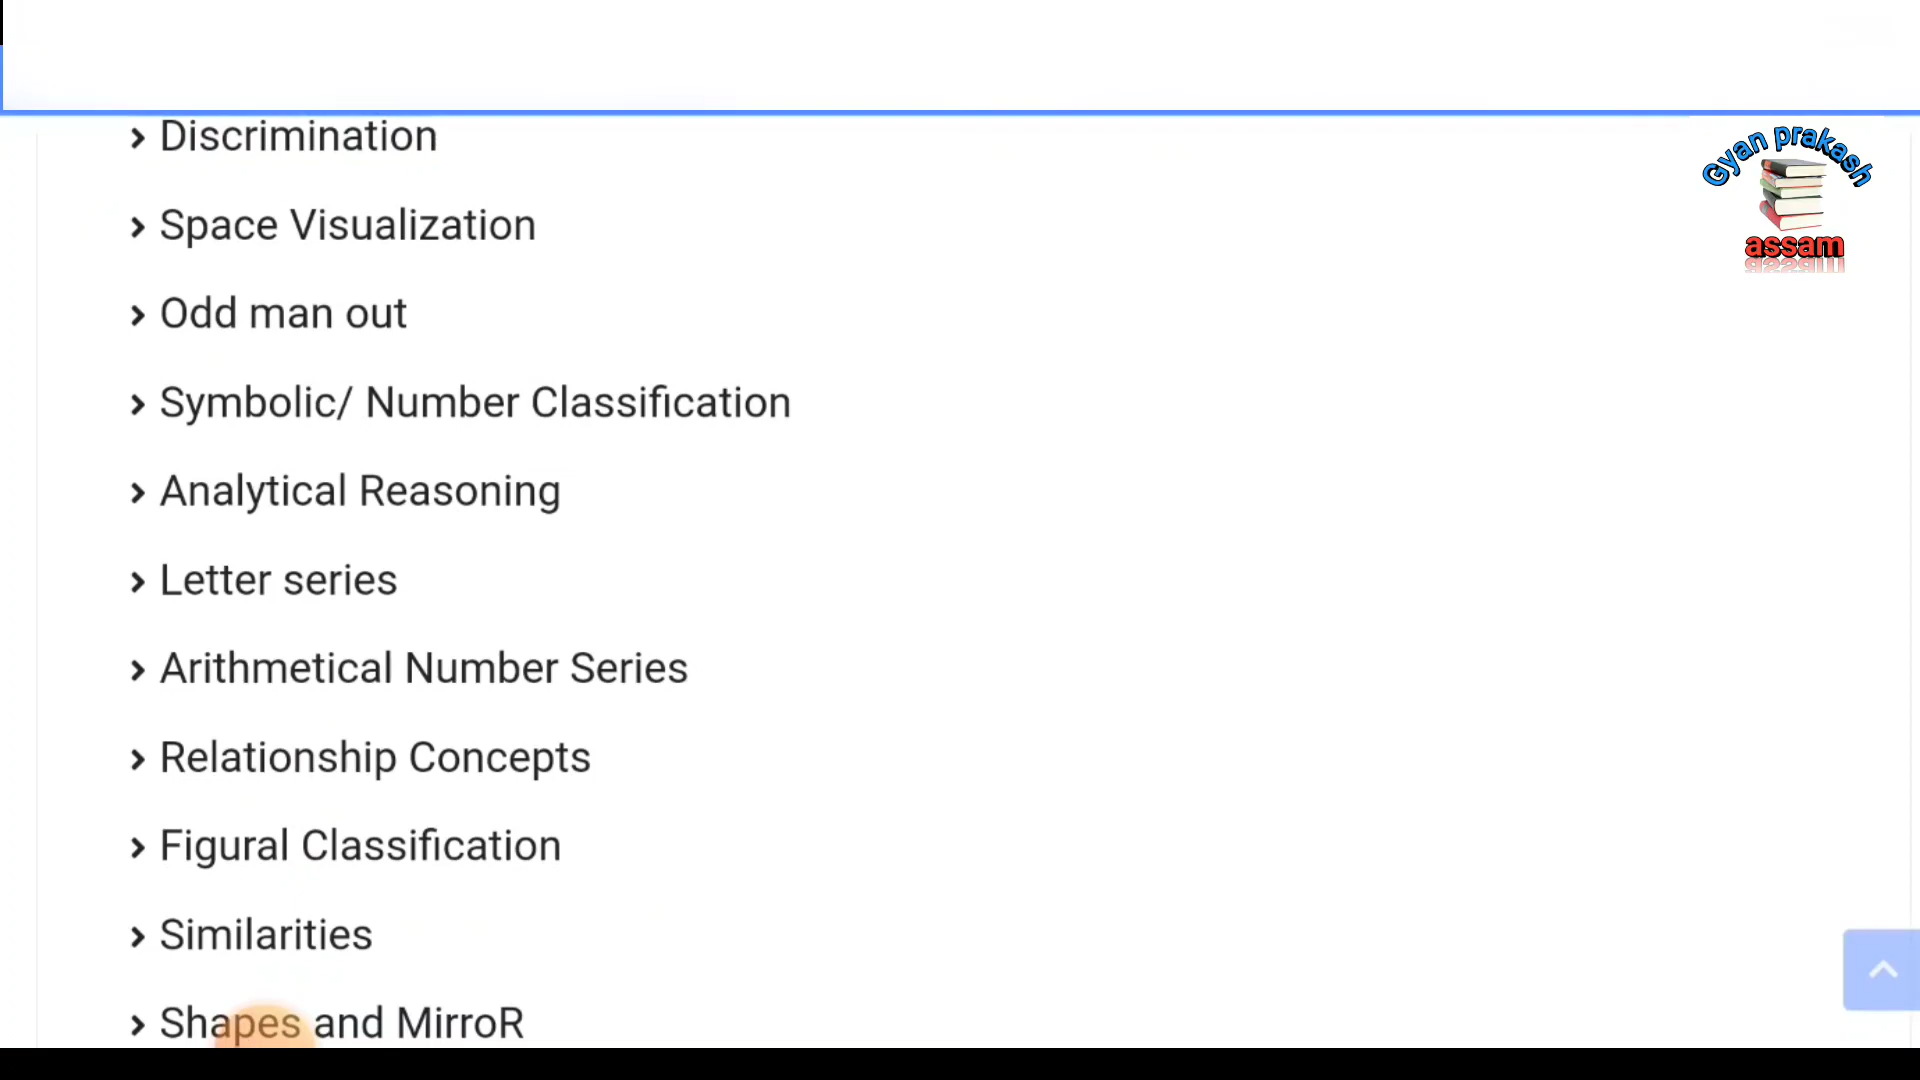 Discrimination
Gyan prakash
assam
Space Visualization
Odd man out
Symbolic/ Number Classification
Analytical Reasoning
Letter series
Arithmetical Number Series
Relationship Concepts
Figural Classification
Similarities
Shapes and MirroR